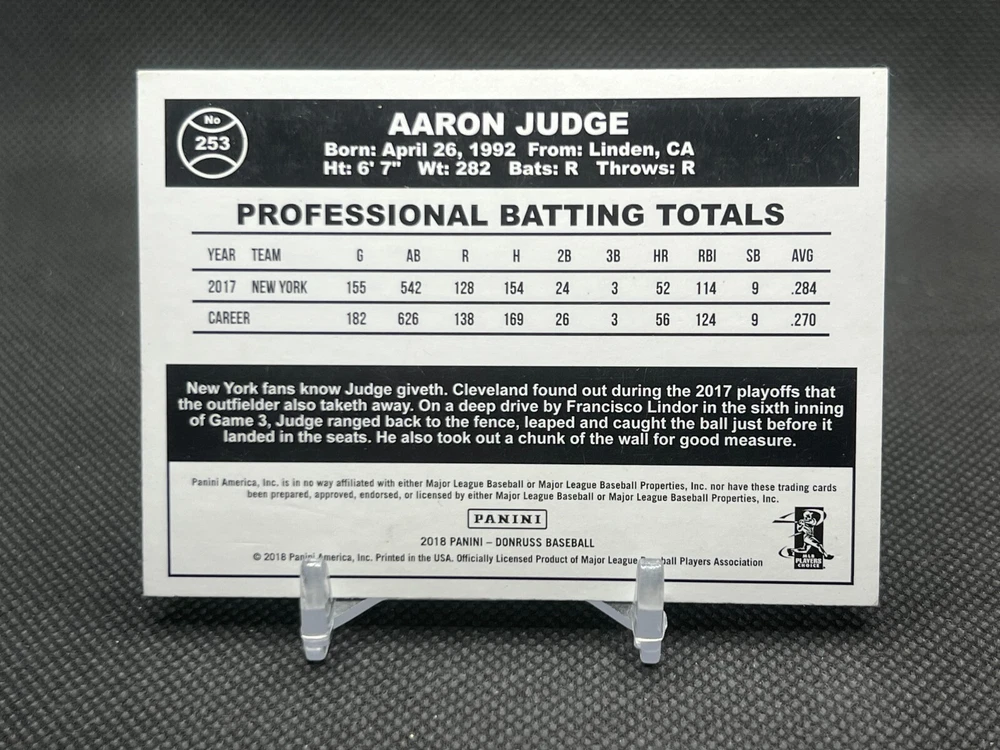 No
253
AARON JUDGE
Born: April 26, 1992 From: Linden, CA
Ht: 6' 7" Wt: 282 Bats: R Throws: R
PROFESSIONAL BATTING TOTALS
YEAR TEAM G AB R H 2B 3B HR RBI SB AVG
2017 NEW YORK 155 542 128 154 24 3 52 114 9 .284
CAREER 182 626 138 169 26 3 56 124 9 .270
New York fans know Judge giveth. Cleveland found out during the 2017 playoffs that
the outfielder also taketh away. On a deep drive by Francisco Lindor in the sixth inning
of Game 3, Judge ranged back to the fence, leaped and caught the ball just before it
landed in the seats. He also took out a chunk of the wall for good measure.
Panini America, Inc. is in no way affiliated with either Major League Baseball or Major League Baseball Properties, Inc. nor have these trading cards
been prepared, approved, endorsed, or licensed by either Major League Baseball or Major League Baseball Properties, Inc.
PANINI
2018 PANINI – DONRUSS BASEBALL
© 2018 Panini America, Inc. Printed in the USA. Officially Licensed Product of Major League Baseball Players Association
MLB
PLAYERS
CHOICE